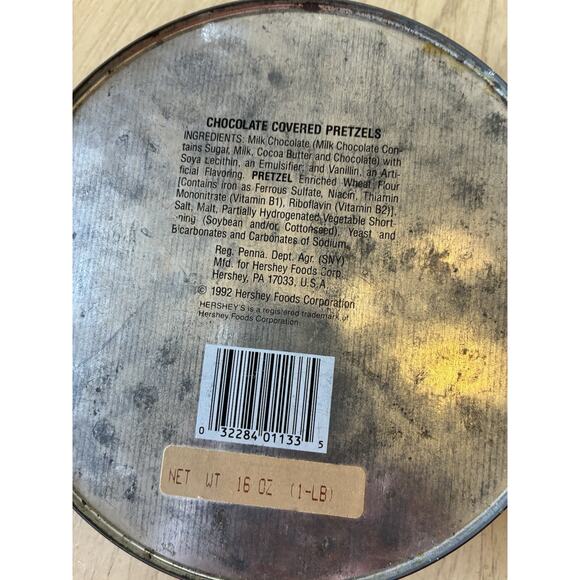 CHOCOLATE COVERED PRETZELS
INGREDIENTS: Milk Chocolate (Milk Chocolate Con-
tains Sugar, Milk, Cocoa Butter and Chocolate) with
Soya Lecithin, an Emulsifier; and Vanillin, an Arti-
ficial Flavoring. PRETZEL Enriched Wheat Flour
[Contains iron as Ferrous Sulfate, Niacin, Thiamin
Mononitrate (Vitamin B1), Riboflavin (Vitamin B2)],
Salt, Malt, Partially Hydrogenated Vegetable Short-
ning (Soybean and/or Cottonseed), Yeast and
Bicarbonates and Carbonates of Sodium.
Reg. Penna. Dept. Agr. (SNY)
Mfd. for Hershey Foods Corp.
Hershey, PA 17033, U.S.A.
© 1992 Hershey Foods Corporation
HERSHEY'S is a registered trademark of
Hershey Foods Corporation
0 32284 01133 5
NET WT 16 OZ (1-LB)